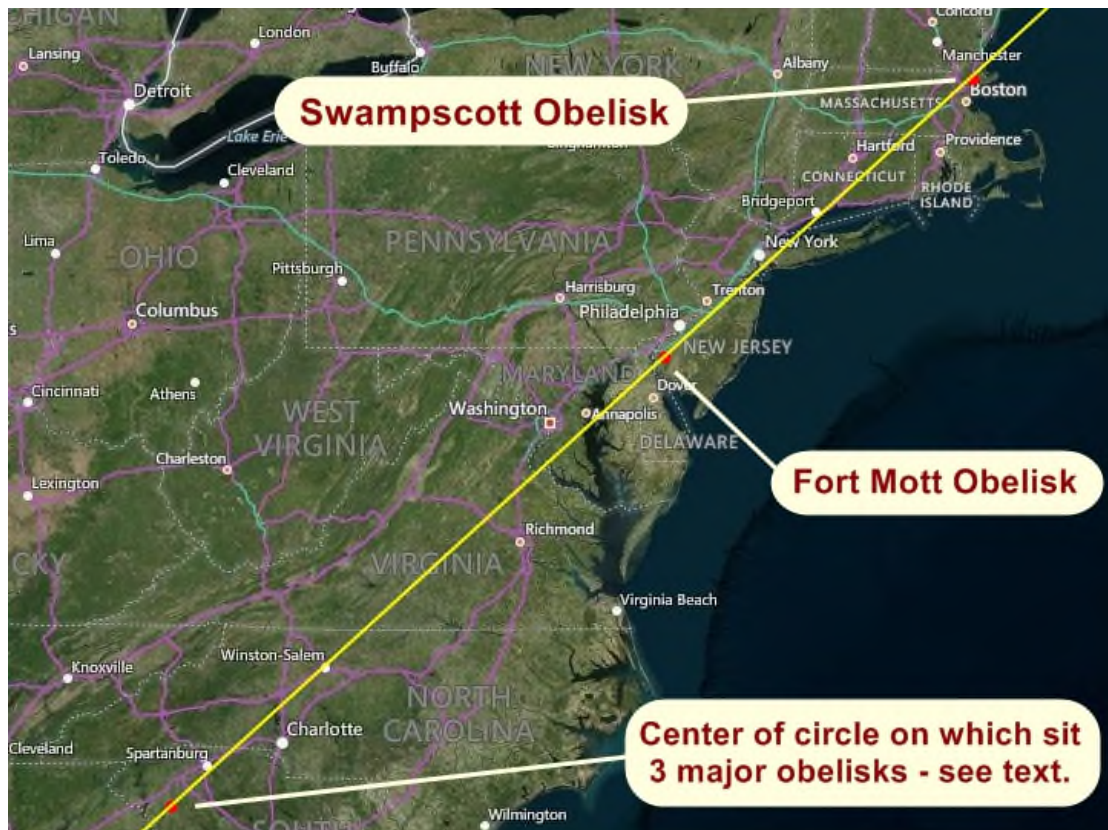 CHIGAN
London
Concord
Lansing
Buffalo
NEW YORK
Manchester
Albany
Detroit
Swampscott Obelisk
Boston
MASSACHUSETTS
Lake Erie
Toledo
Cleveland
Hartford
Providence
CONNECTICUT
RHODE
ISLAND
Bridgeport
Lima
OHIO
PENNSYLVANIA
New York
Pittsburgh
Harrisburg
Trenton
Columbus
Philadelphia
s
NEW JERSEY
MARYLAND
Cincinnati
Athens
Dover
WEST
VIRGINIA
Washington
Annapolis
DELAWARE
Charleston
Lexington
Fort Mott Obelisk
Richmond
CKY
VIRGINIA
Virginia Beach
Knoxville
Winston-Salem
NORTH
CAROLINA
Charlotte
Cleveland
Spartanburg
Center of circle on which sit
3 major obelisks - see text.
Wilmington
SOUTH